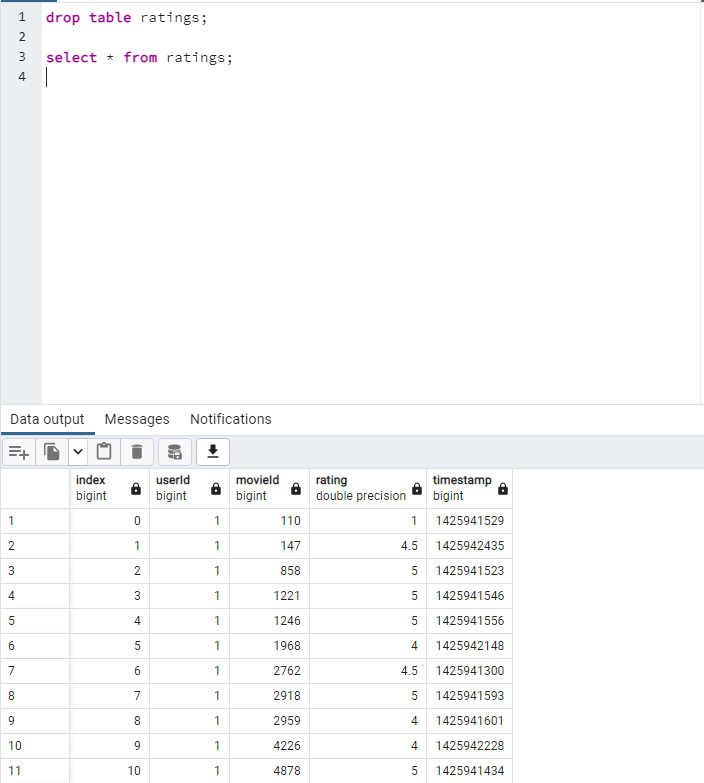 1 drop table ratings;
2
3 select * from ratings;
4
Data output Messages Notifications
index userId movieId rating timestamp
bigint bigint bigint double precision bigint
1 0 1 110 1 1425941529
2 1 1 147 4.5 1425942435
3 2 1 858 5 1425941523
4 3 1 1221 5 1425941546
5 4 1 1246 5 1425941556
6 5 1 1968 4 1425942148
7 6 1 2762 4.5 1425941300
8 7 1 2918 5 1425941593
9 8 1 2959 4 1425941601
10 9 1 4226 4 1425942228
11 10 1 4878 5 1425941434